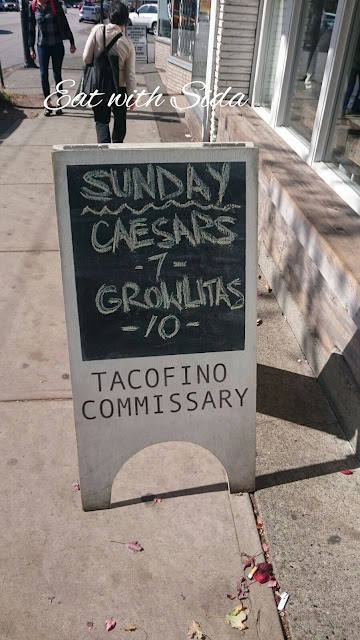 Eat with Sida
SUNDAY
CAESARS
-7-
GROWLITAS
-10-
TACOFINO
COMMISSARY